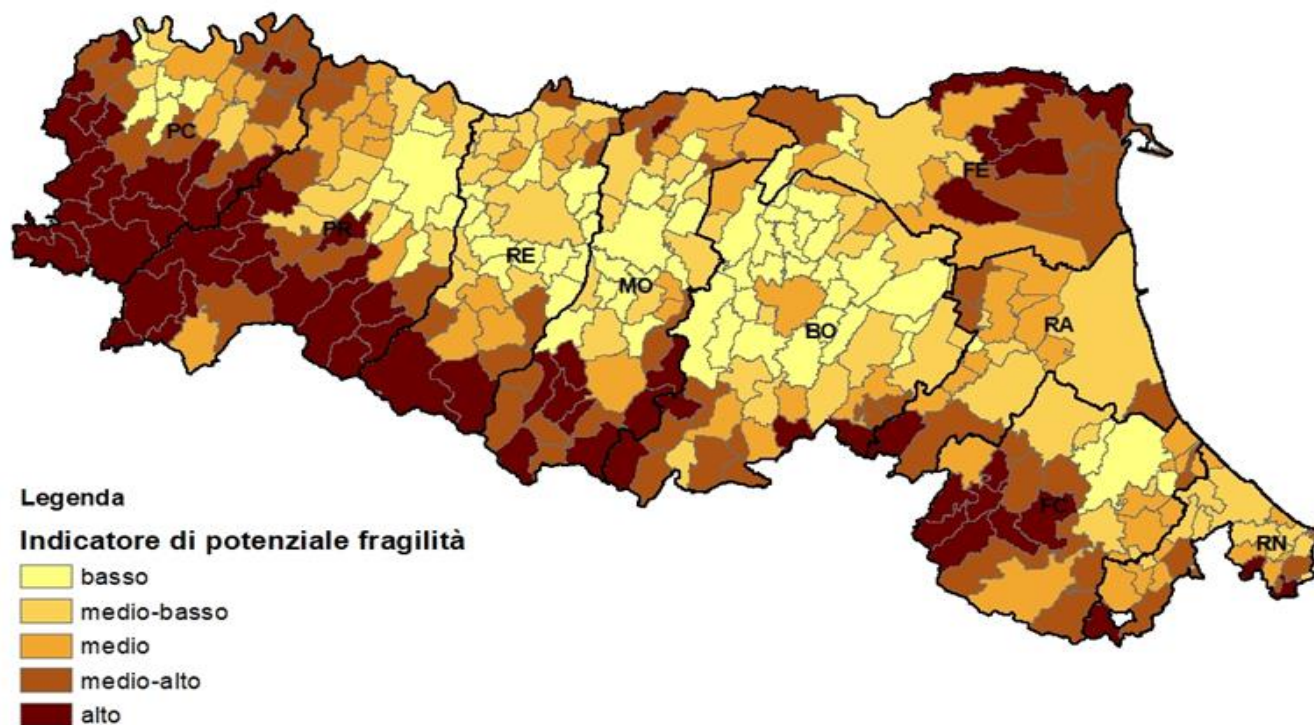 PC
FE
PR
RE
MO
BO
RA
FC
RN
Legenda
Indicatore di potenziale fragilità
basso
medio-basso
medio
medio-alto
alto